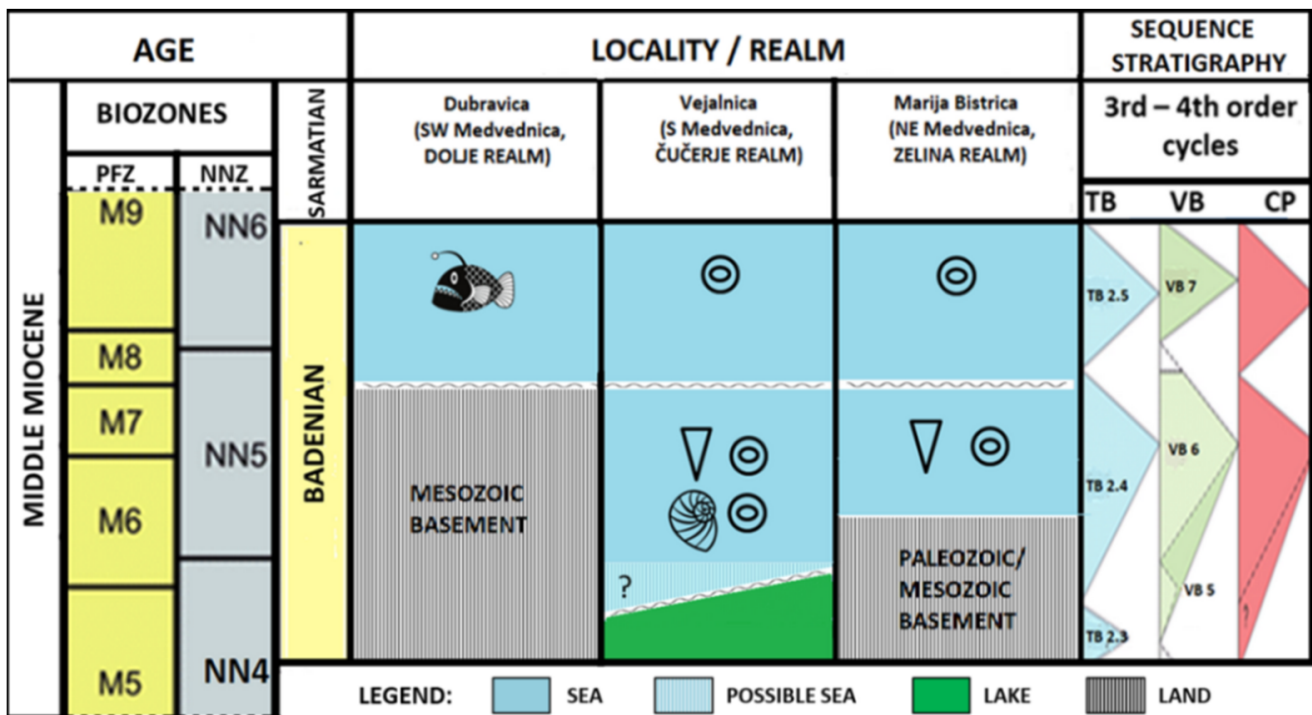 AGE
LOCALITY / REALM
SEQUENCE
STRATIGRAPHY
MIDDLE MIOCENE
BIOZONES
PFZ
NNZ
SARMATIAN
Dubravica
(SW Medvednica,
DOLJE REALM)
Vejalnica
(S Medvednica,
ČUČERJE REALM)
Marija Bistrica
(NE Medvednica,
ZELINA REALM)
3rd – 4th order
cycles
TB
VB
CP
M9
M8
M7
M6
M5
NN6
NN5
NN4
BADENIAN
MESOZOIC
BASEMENT
?
PALEOZOIC/
MESOZOIC
BASEMENT
TB 2.5
TB 2.4
TB 2.3
VB 7
VB 6
VB 5
?
LEGEND:
SEA
POSSIBLE SEA
LAKE
LAND